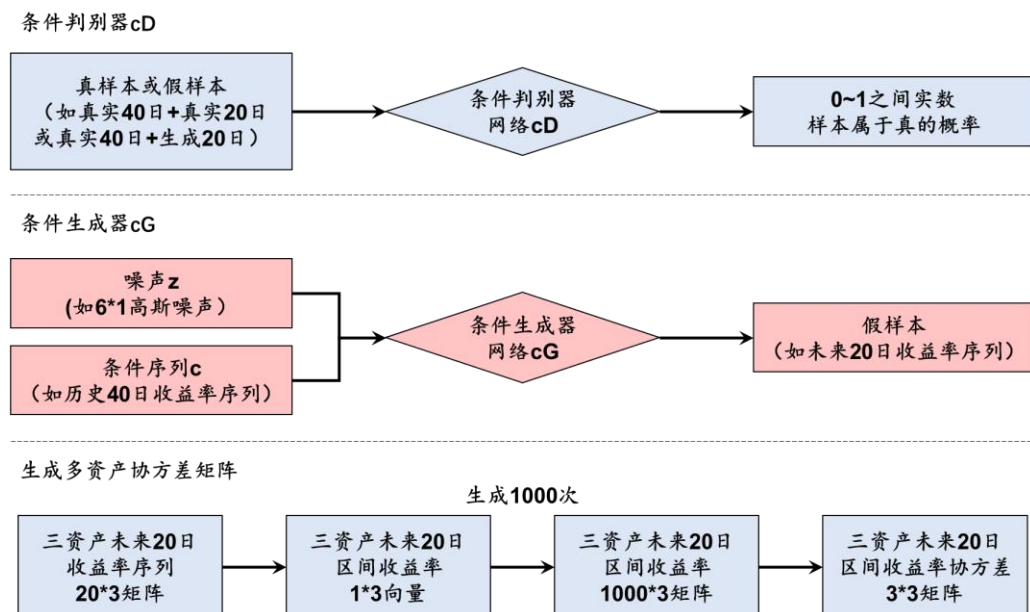 条件判别器cD
真样本或假样本
（如真实40日+真实20日
或真实40日+生成20日）
条件判别器
网络cD
0~1之间实数
样本属于真的概率
条件生成器cG
噪声z
(如6*1高斯噪声）
条件序列c
（如历史40日收益率序列）
条件生成器
网络cG
假样本
（如未来20日收益率序列）
生成多资产协方差矩阵
生成1000次
三资产未来20日
收益率序列
20*3矩阵
三资产未来20日
区间收益率
1*3向量
三资产未来20日
区间收益率
1000*3矩阵
三资产未来20日
区间收益率协方差
3*3矩阵